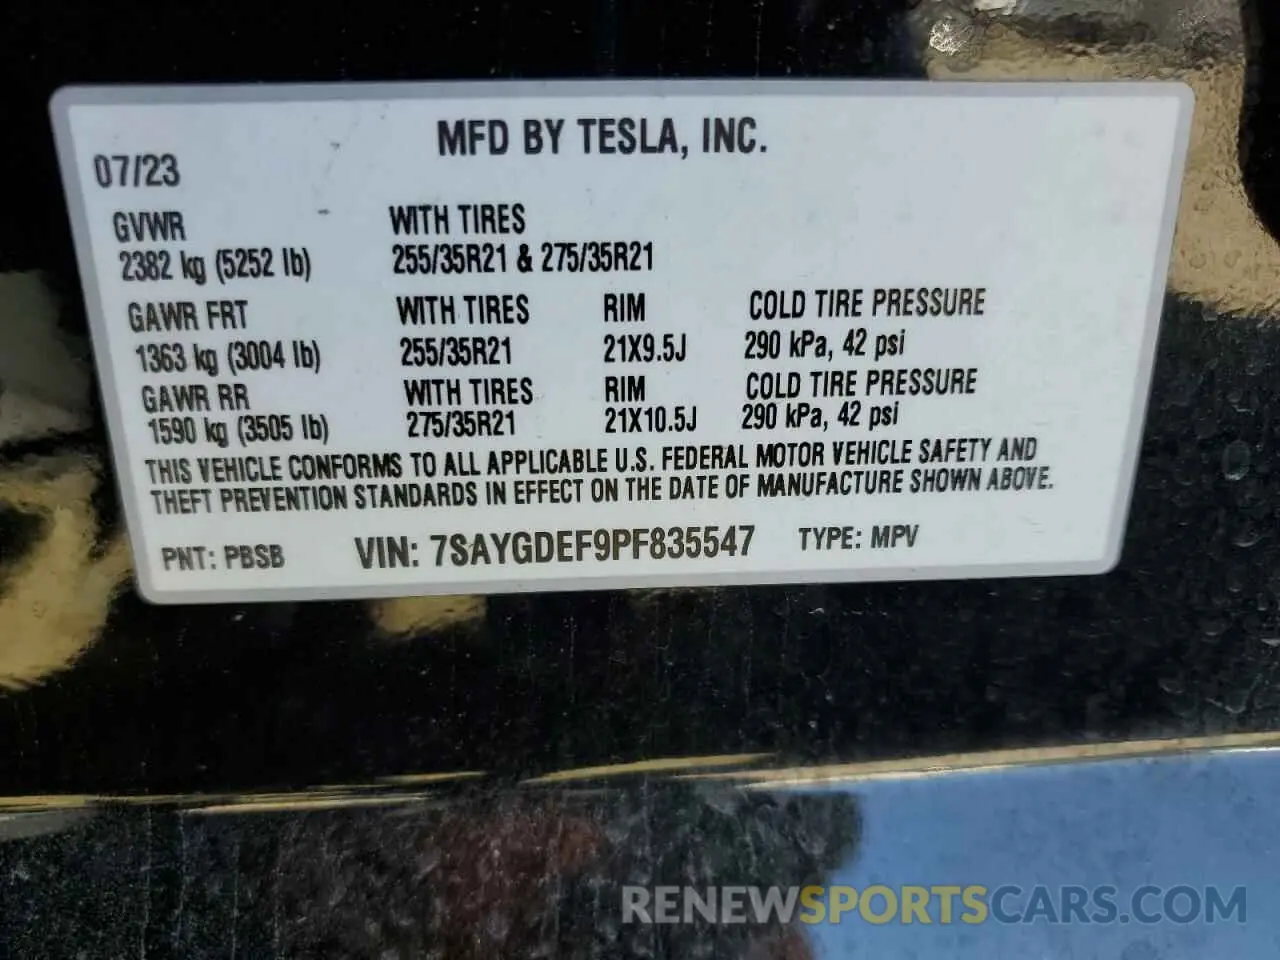 MFD BY TESLA, INC.
07/23
GVWR WITH TIRES
2382 kg (5252 lb) 255/35R21 & 275/35R21
GAWR FRT WITH TIRES RIM COLD TIRE PRESSURE
1363 kg (3004 lb) 255/35R21 21X9.5J 290 kPa, 42 psi
GAWR RR WITH TIRES RIM COLD TIRE PRESSURE
1590 kg (3505 lb) 275/35R21 21X10.5J 290 kPa, 42 psi
THIS VEHICLE CONFORMS TO ALL APPLICABLE U.S. FEDERAL MOTOR VEHICLE SAFETY AND
THEFT PREVENTION STANDARDS IN EFFECT ON THE DATE OF MANUFACTURE SHOWN ABOVE.
PNT: PBSB VIN: 7SAYGDEF9PF835547 TYPE: MPV
RENEWSPORTSCARS.COM